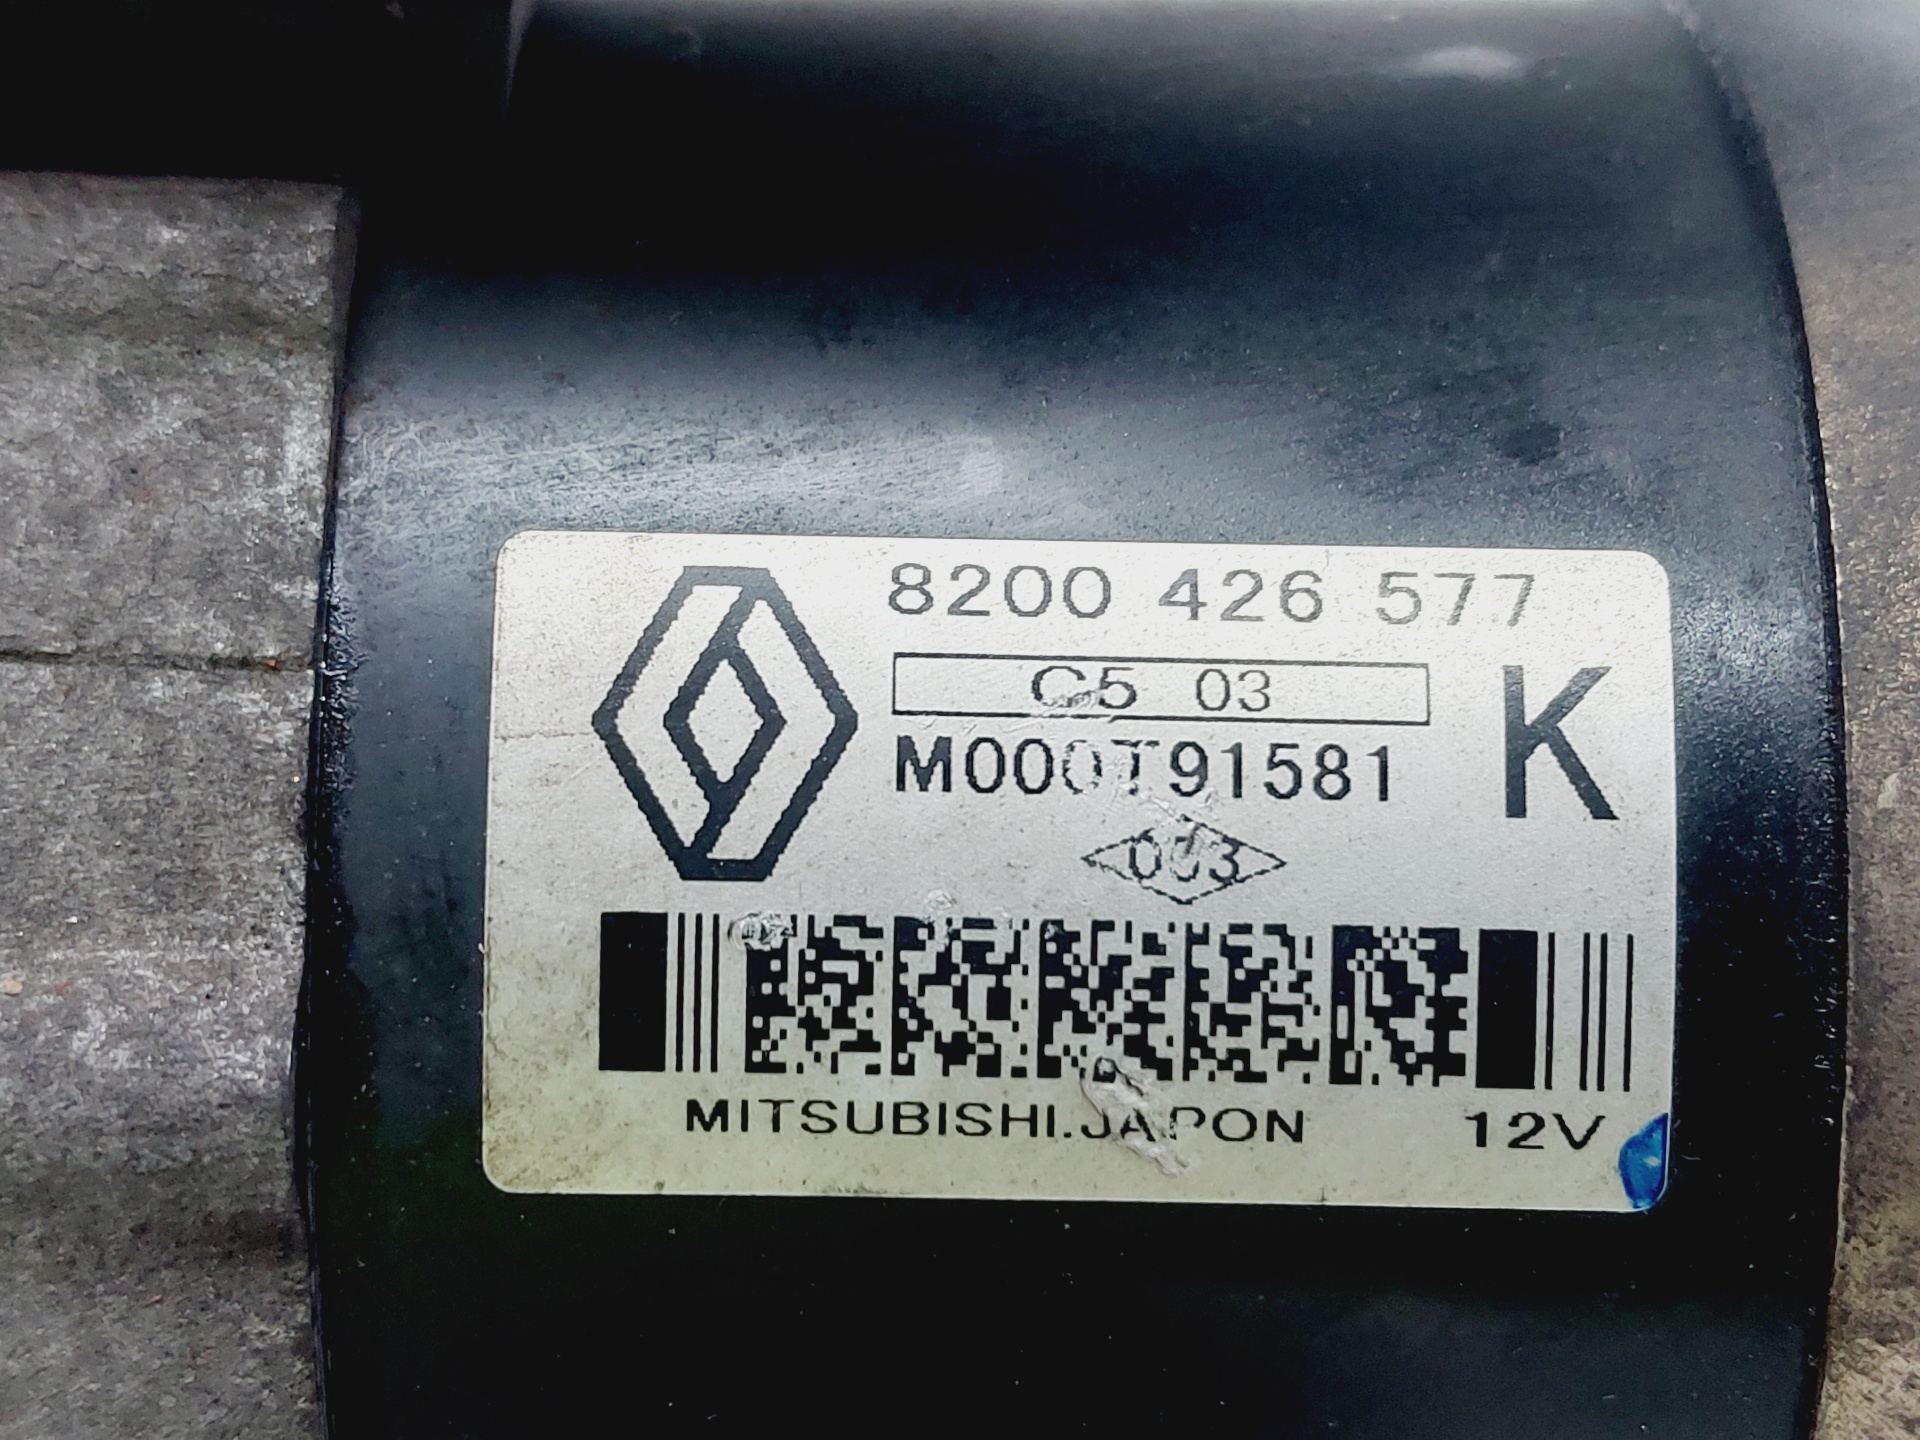 8200 426 577
C5 03
M000T91581
K
003
MITSUBISHI.JAPON 12V